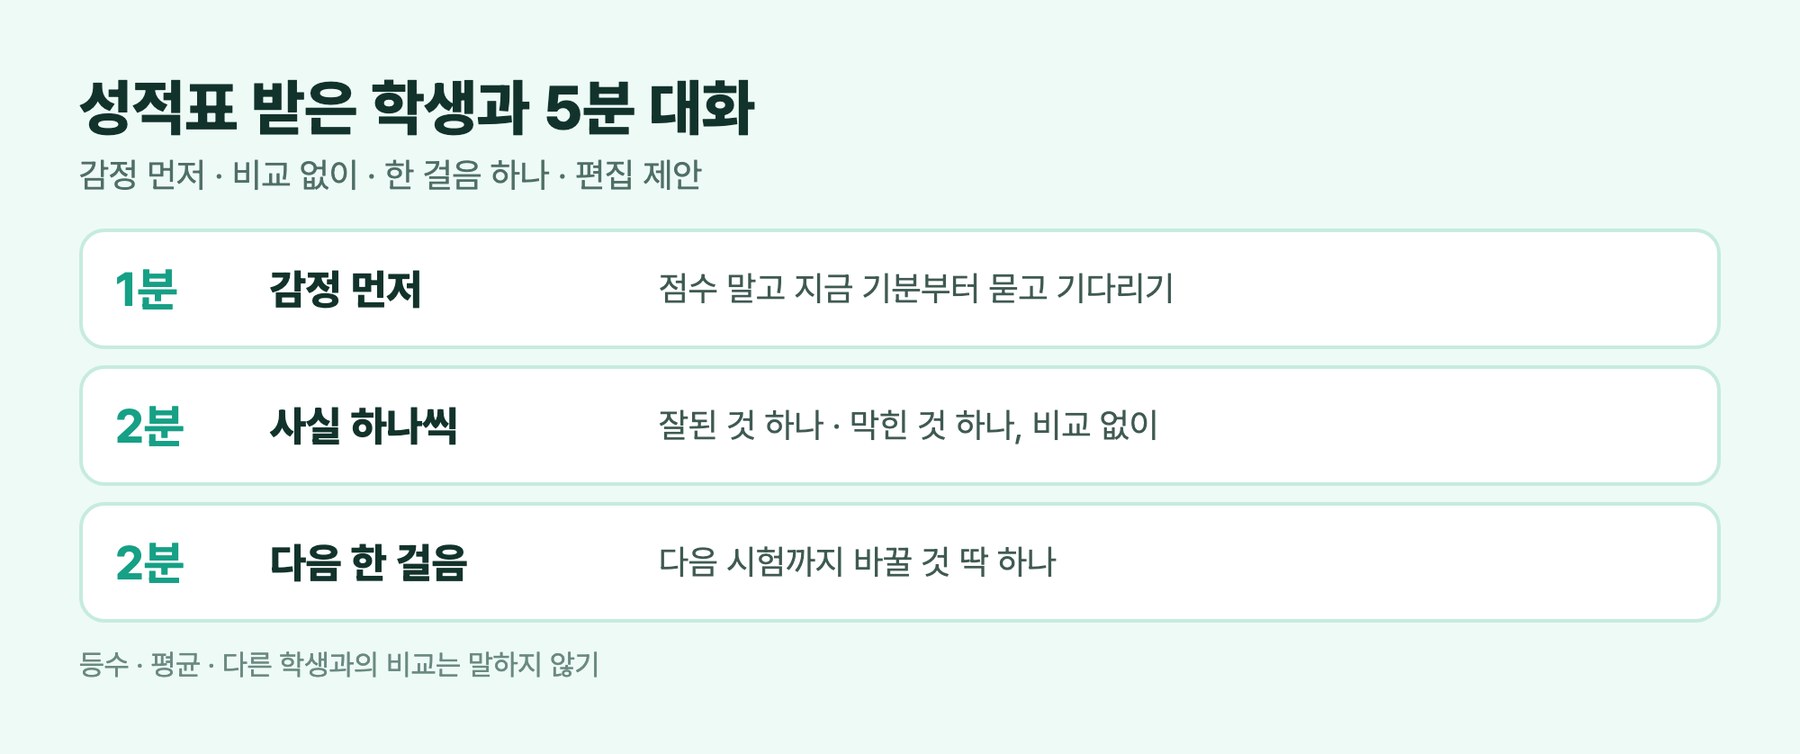 성적표 받은 학생과 5분 대화
감정 먼저 · 비교 없이 · 한 걸음 하나 · 편집 제안
1분 감정 먼저 점수 말고 지금 기분부터 묻고 기다리기
2분 사실 하나씩 잘된 것 하나 · 막힌 것 하나, 비교 없이
2분 다음 한 걸음 다음 시험까지 바꿀 것 딱 하나
등수 · 평균 · 다른 학생과의 비교는 말하지 않기